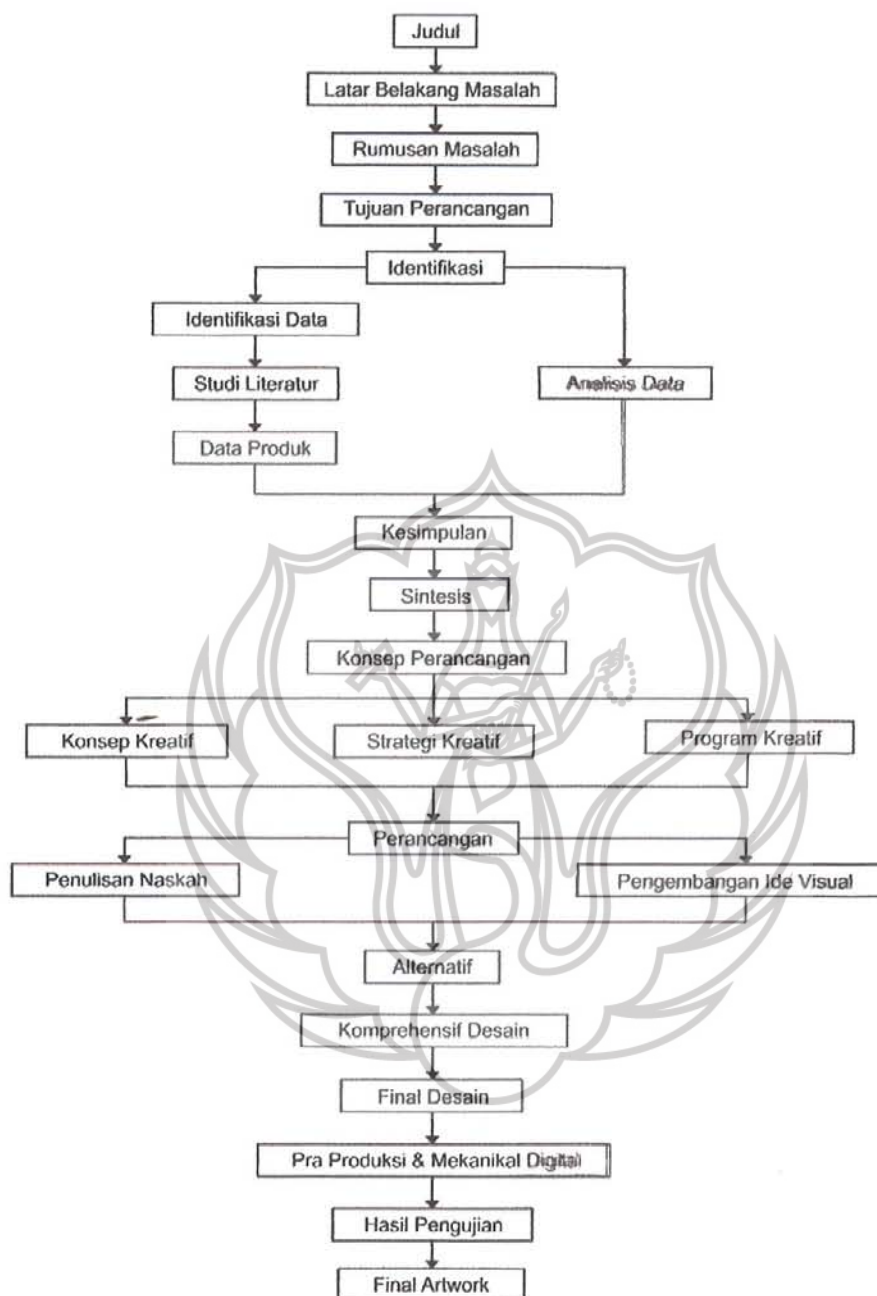 Judul
Latar Belakang Masalah
Rumusan Masalah
Tujuan Perancangan
Identifikasi
Identifikasi Data
Studi Literatur
Analisis Data
Data Produk
Kesimpulan
Sintesis
Konsep Perancangan
Konsep Kreatif
Strategi Kreatif
Program Kreatif
Perancangan
Penulisan Naskah
Pengembangan Ide Visual
Alternatif
Komprehensif Desain
Final Desain
Pra Produksi & Mekanikal Digital
Hasil Pengujian
Final Artwork